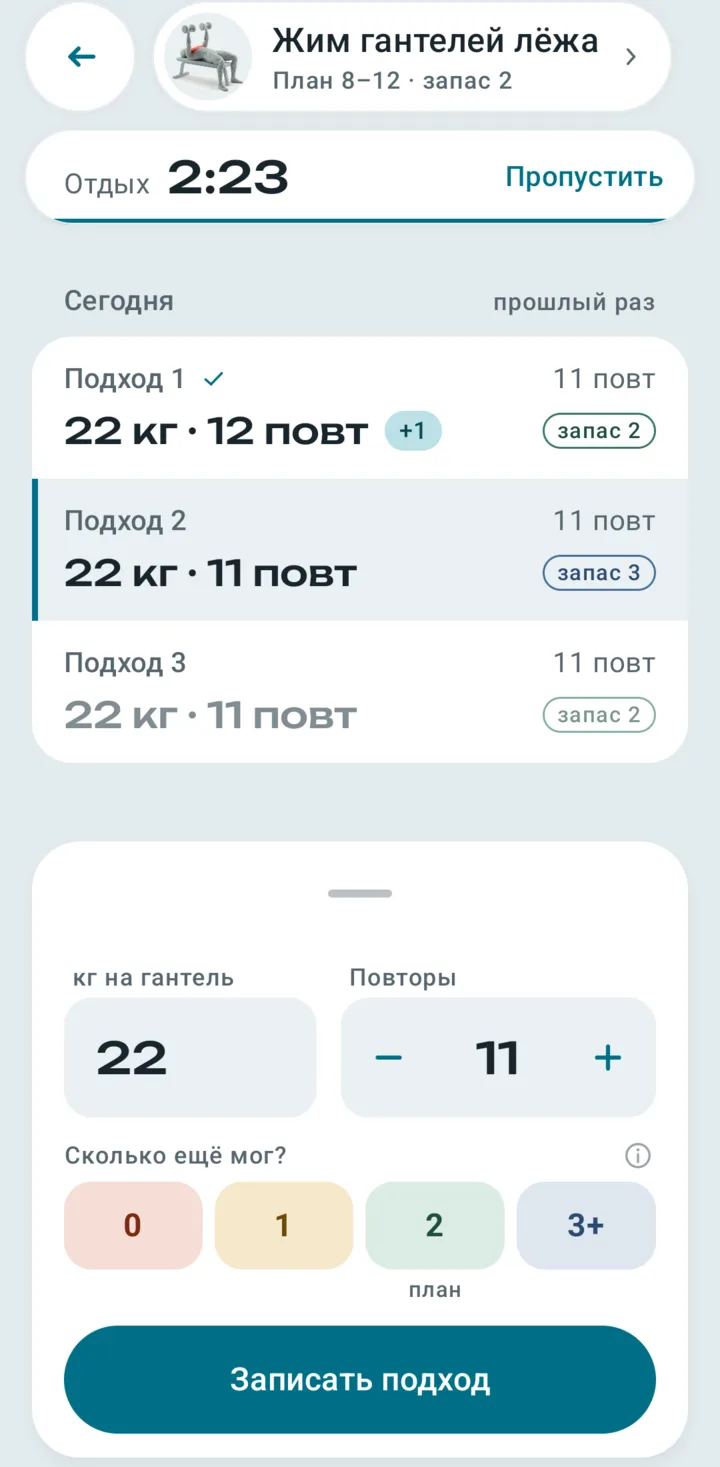 Жим гантелей лёжа
План 8–12 · запас 2
Отдых 2:23 Пропустить
Сегодня прошлый раз
Подход 1 11 повт
22 кг · 12 повт +1 запас 2
Подход 2 11 повт
22 кг · 11 повт запас 3
Подход 3 11 повт
22 кг · 11 повт запас 2
кг на гантель Повторы
22 − 11 +
Сколько ещё мог?
0 1 2 3+
план
Записать подход